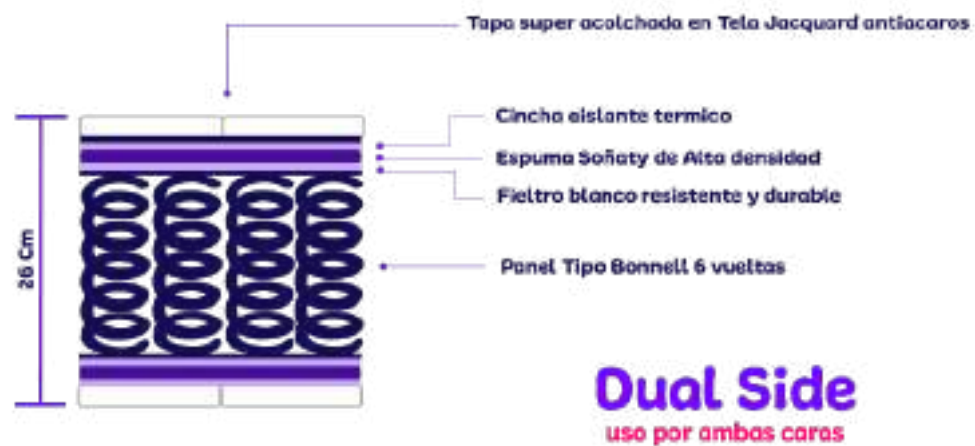 Tapa super acolchada en Tela Jacquard antiacaros
Cincha aislante termico
Espuma Soñaty de Alta densidad
Fieltro blanco resistente y durable
26 Cm
Panel Tipo Bonnell 6 vueltas
Dual Side
uso por ambas caras